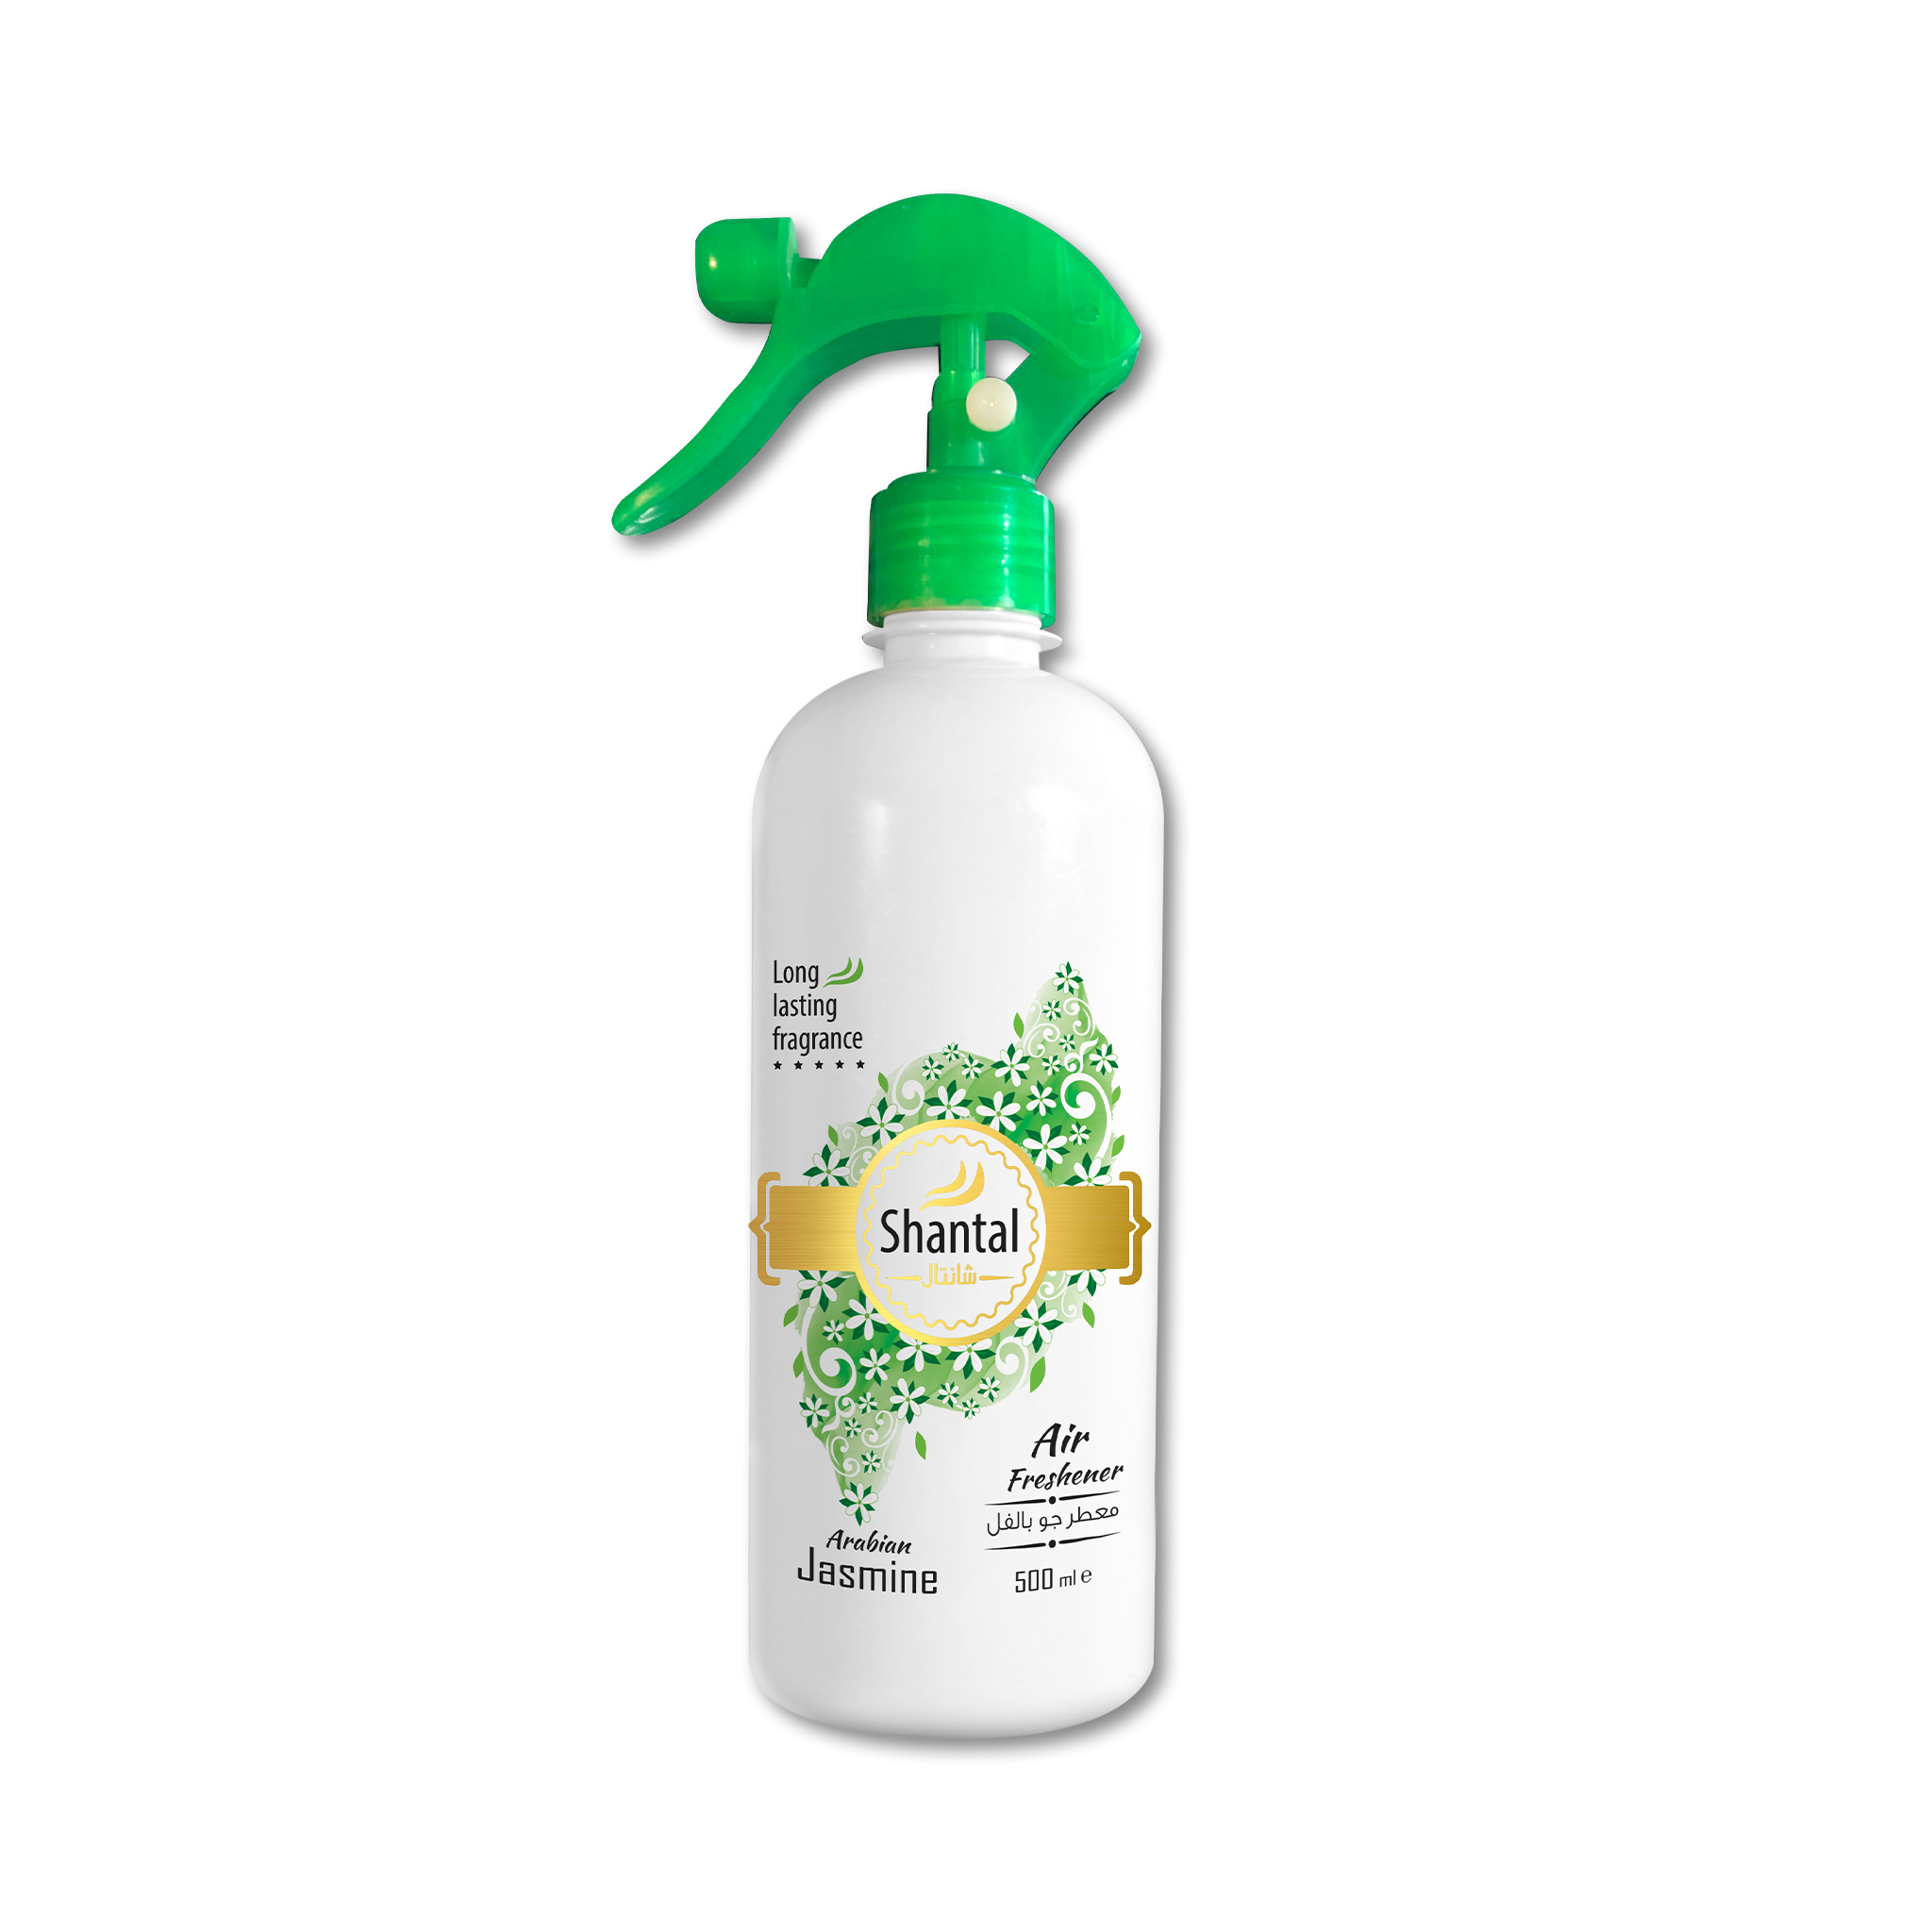 Long
lasting
fragrance
Shantal
شانتال
Air
Freshener
معطر جو بالفل
Arabian
Jasmine
500 ml e